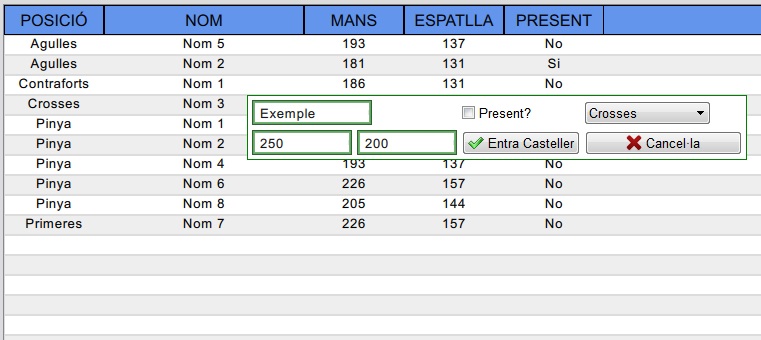 POSICIÓ NOM MANS ESPATLLA PRESENT
Agulles Nom 5 193 137 No
Agulles Nom 2 181 131 Si
Contraforts Nom 1 186 131 No
Crosses Nom 3
Exemple Present? Crosses
Pinya Nom 1
Pinya Nom 2
250 200 Entra Casteller Cancel·la
Pinya Nom 4 193 137 No
Pinya Nom 6 226 157 No
Pinya Nom 8 205 144 No
Primeres Nom 7 226 157 No